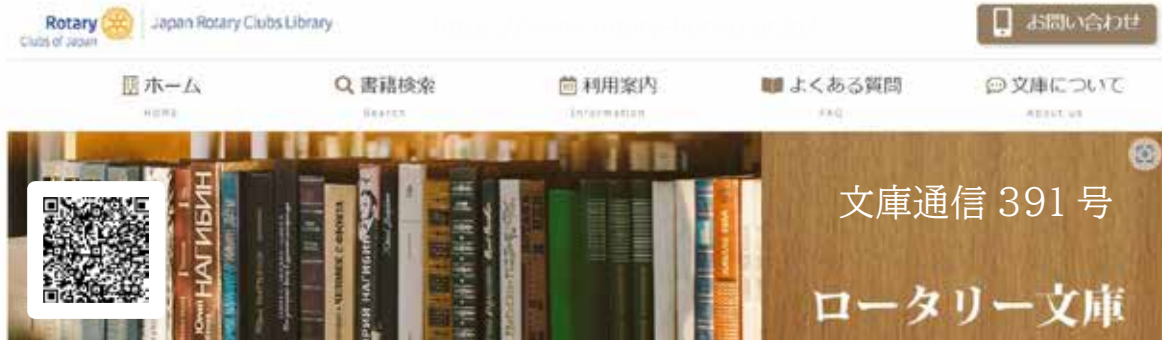 Rotary
Clubs of Japan
Japan Rotary Clubs Library
お問い合わせ
ホーム
HOME
書籍検索
Search
利用案内
Information
よくある質問
FAQ
文庫について
About us
文庫通信 391 号
ロータリー文庫
НАГИБИН
Юрий